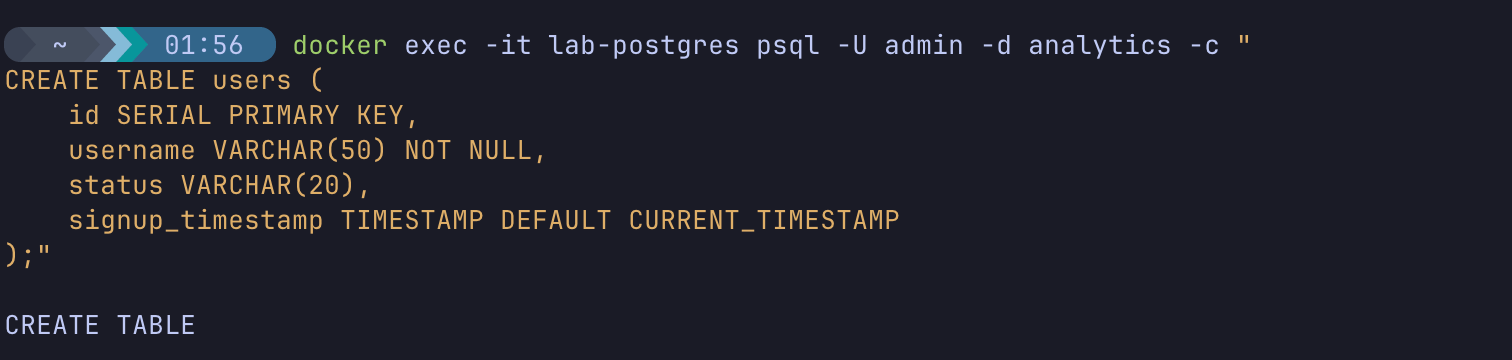 ~ 01:56 docker exec -it lab-postgres psql -U admin -d analytics -c "
CREATE TABLE users (
    id SERIAL PRIMARY KEY,
    username VARCHAR(50) NOT NULL,
    status VARCHAR(20),
    signup_timestamp TIMESTAMP DEFAULT CURRENT_TIMESTAMP
);"
CREATE TABLE